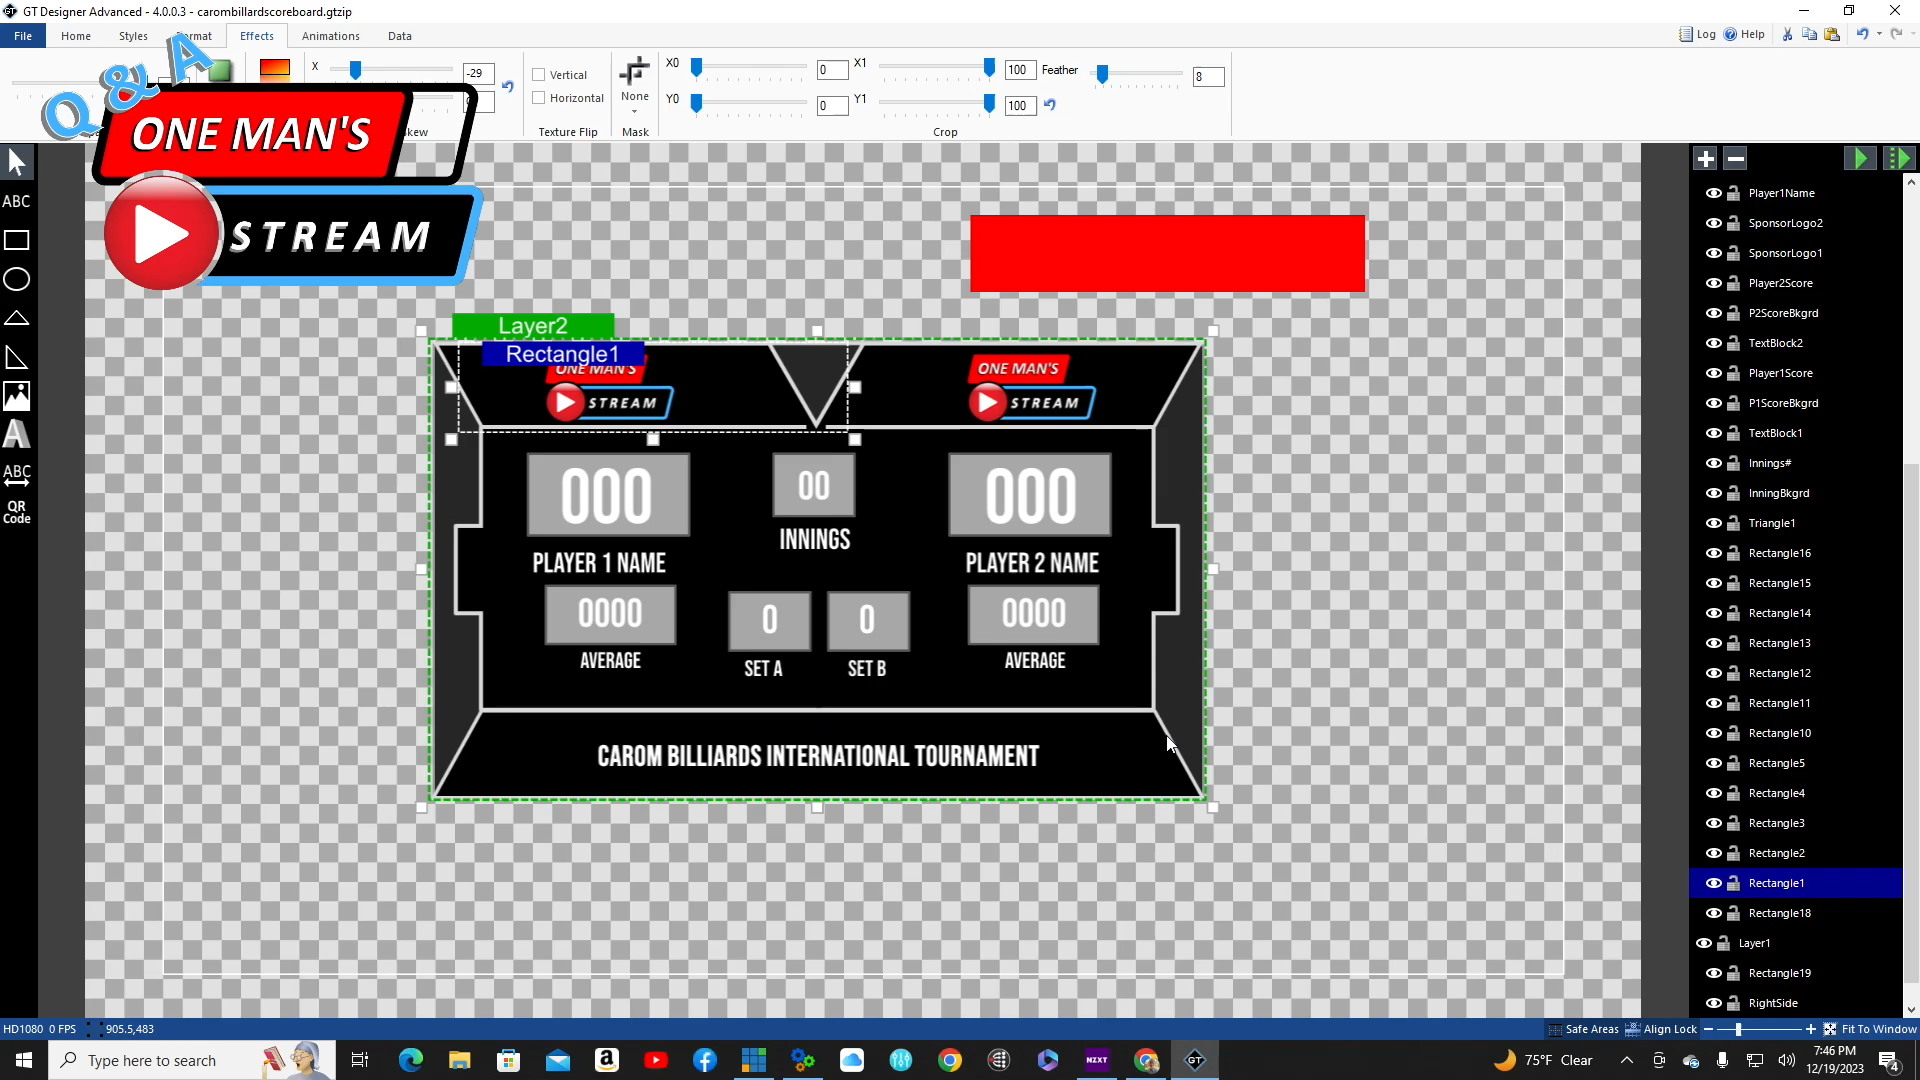 GT Designer Advanced - 4.0.0.3 - carombillardscoreboard.gtzip
File Home Styles Format Effects Animations Data
Log Help
X -29
Vertical
Horizontal
None
X0 0 X1 100 Feather 8
Y0 0 Y1 100
Texture Flip Mask Crop
Q & A
ONE MAN'S
STREAM
ABC
ABC
QR
Code
Layer2
Rectangle1
ONE MAN'S
STREAM
ONE MAN'S
STREAM
000
00
000
INNINGS
PLAYER 1 NAME
PLAYER 2 NAME
0000
0
0
0000
AVERAGE
SET A
SET B
AVERAGE
CAROM BILLIARDS INTERNATIONAL TOURNAMENT
Player1Name
SponsorLogo2
SponsorLogo1
Player2Score
P2ScoreBkgrd
TextBlock2
Player1Score
P1ScoreBkgrd
TextBlock1
Innings#
InningBkgrd
Triangle1
Rectangle16
Rectangle15
Rectangle14
Rectangle13
Rectangle12
Rectangle11
Rectangle10
Rectangle5
Rectangle4
Rectangle3
Rectangle2
Rectangle1
Rectangle18
Layer1
Rectangle19
RightSide
HD1080 0 FPS 905.5,483
Safe Areas Align Lock Fit To Window
Type here to search
NZXT
GT
75°F Clear
7:46 PM
12/19/2023
4